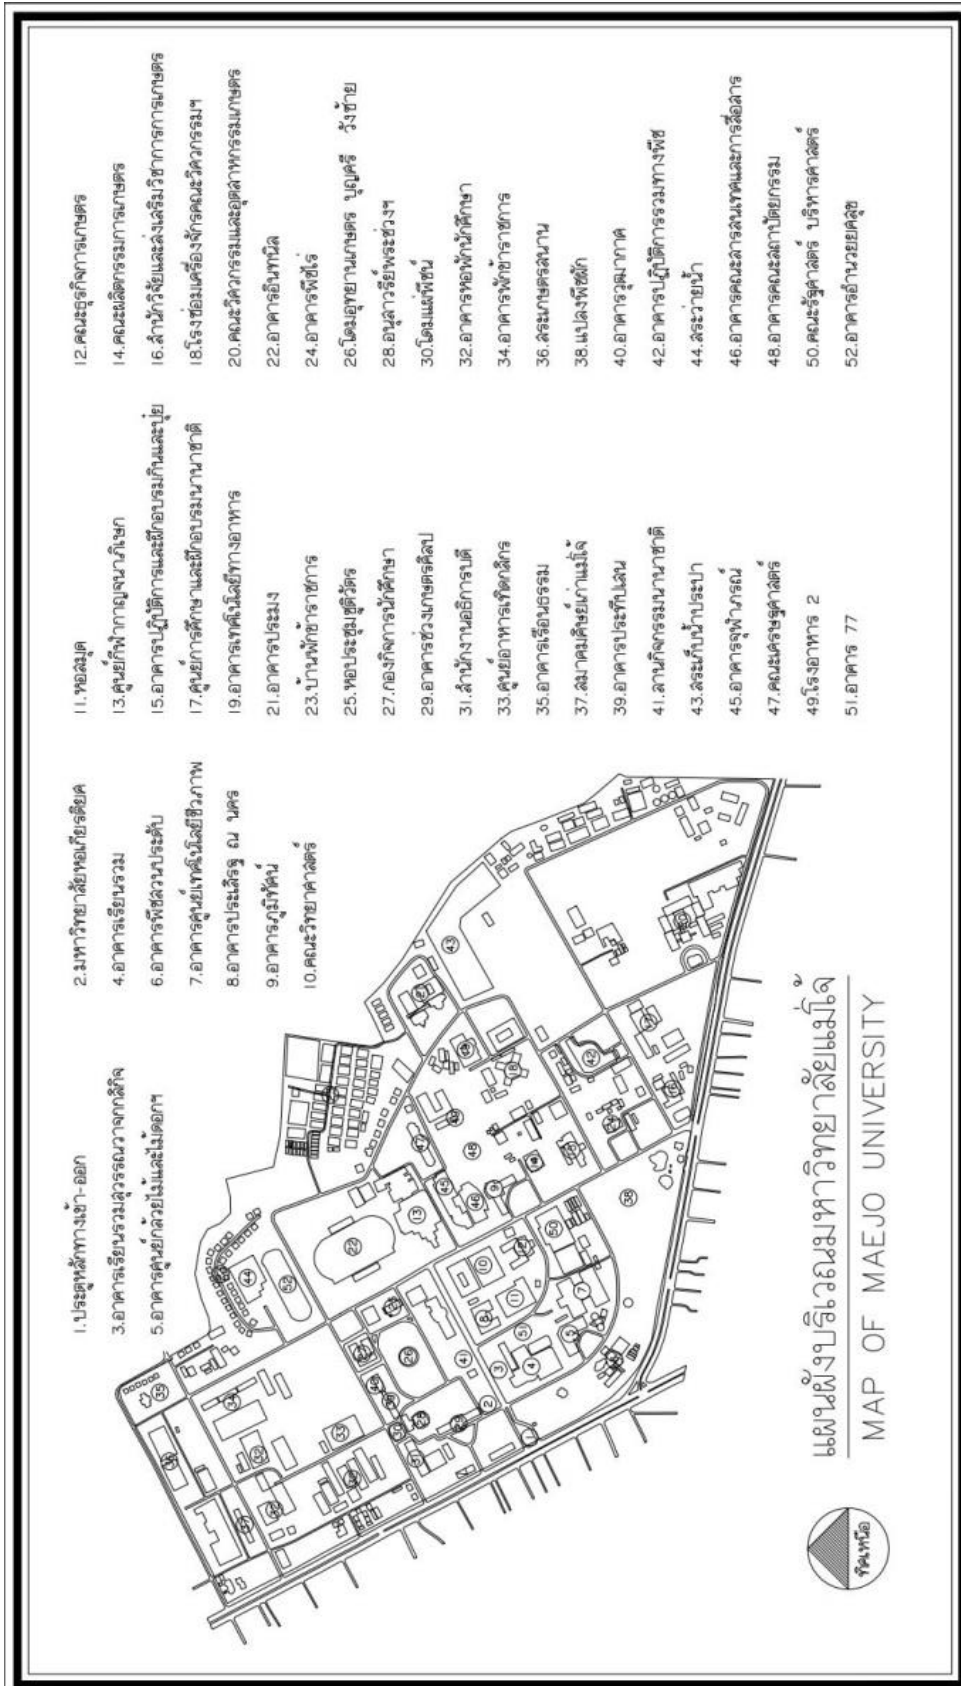 1.ประตูหลักทางเข้า-ออก
2.มหาวิทยาลัยหอเกียรติยศ
3.อาคารเรียนรวมสุวรรณวาจกกสิกิจ
4.อาคารเรียนรวม
5.อาคารศูนย์กล้วยไม้และไม้ดอกฯ
6.อาคารพืชสวนประดับ
7.อาคารศูนย์เทคโนโลยีชีวภาพ
8.อาคารประเสริฐ ณ นคร
9.อาคารภูมิทัศน์
10.คณะวิทยาศาสตร์
11.หอสมุด
12.คณะธุรกิจการเกษตร
13.ศูนย์กีฬากาญจนาภิเษก
14.คณะผลิตกรรมการเกษตร
15.อาคารปฏิบัติการและฝึกอบรมดินและปุ๋ย
16.สำนักวิจัยและส่งเสริมวิชาการการเกษตร
17.ศูนย์การศึกษาและฝึกอบรมนานาชาติ
18.โรงซ่อมเครื่องจักรคณะวิศวกรรมฯ
19.อาคารเทคโนโลยีทางอาหาร
20.คณะวิศวกรรมและอุตสาหกรรมเกษตร
21.อาคารประมง
22.อาคารอินทนิล
23.บ้านพักข้าราชการ
24.อาคารพืชไร่
25.หอประชุมชูติวัตร
26.โดมอุทยานเกษตร บุญศรี วังซ้าย
27.กองกิจการนักศึกษา
28.อนุสาวรีย์พระช่วงฯ
29.อาคารช่วงเกษตรศิลป
30.โดมแผ่พืชน์
31.สำนักงานอธิการบดี
32.อาคารหอพักนักศึกษา
33.ศูนย์อาหารเทิดกสิกร
34.อาคารพักข้าราชการ
35.อาคารเรือนธรรม
36.สระเกษตรสนาน
37.สมาคมศิษย์เก่าแม่โจ้
38.แปลงพืชผัก
39.อาคารประทีปเสน
40.อาคารวุฒากาศ
41.ลานกิจกรรมนานาชาติ
42.อาคารปฏิบัติการรวมทางพืช
43.สระเก็บน้ำประปา
44.สระว่ายน้ำ
45.อาคารจุฬาภรณ์
46.อาคารคณะสารสนเทศและการสื่อสาร
47.คณะเศรษฐศาสตร์
48.อาคารคณะสถาปัตยกรรม
49.โรงอาหาร 2
50.คณะรัฐศาสตร์ บริหารศาสตร์
51.อาคาร 77
52.อาคารอำนวยยศสุข
ทิศเหนือ
แผนผังบริเวณมหาวิทยาลัยแม่โจ้
MAP OF MAEJO UNIVERSITY